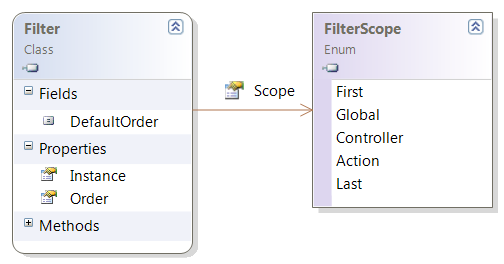 Filter
Class
Fields
DefaultOrder
Properties
Instance
Order
Methods
Scope
FilterScope
Enum
First
Global
Controller
Action
Last